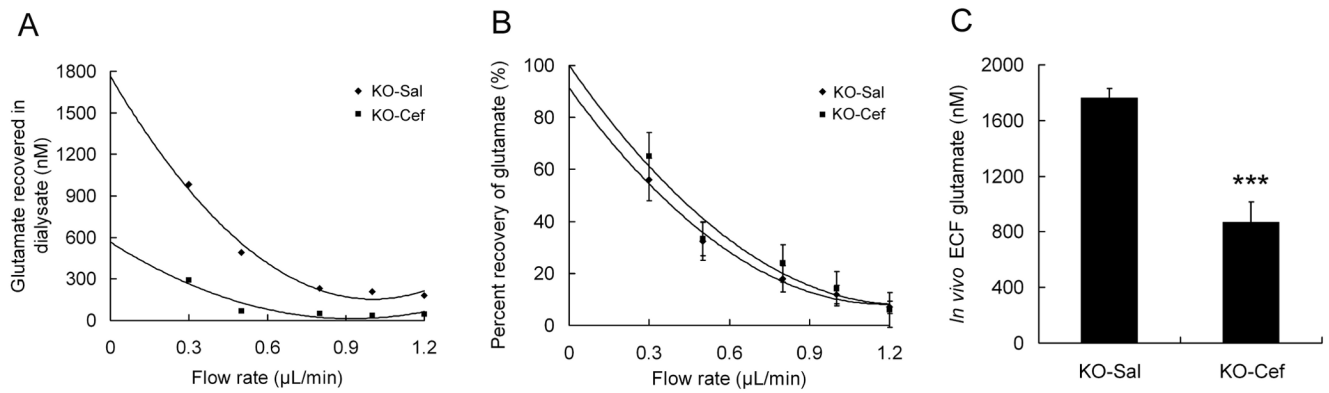 A
Glutamate recovered in
dialysate (nM)
1800
1500
1200
900
600
300
0
0
0.3
0.6
0.9
1.2
Flow rate (μL/min)
KO-Sal
KO-Cef
B
Percent recovery of glutamate (%)
120
100
80
60
40
20
0
0
0.3
0.6
0.9
1.2
Flow rate (μL/min)
KO-Sal
KO-Cef
C
In vivo ECF glutamate (nM)
2000
1600
1200
800
400
0
***
KO-Sal
KO-Cef